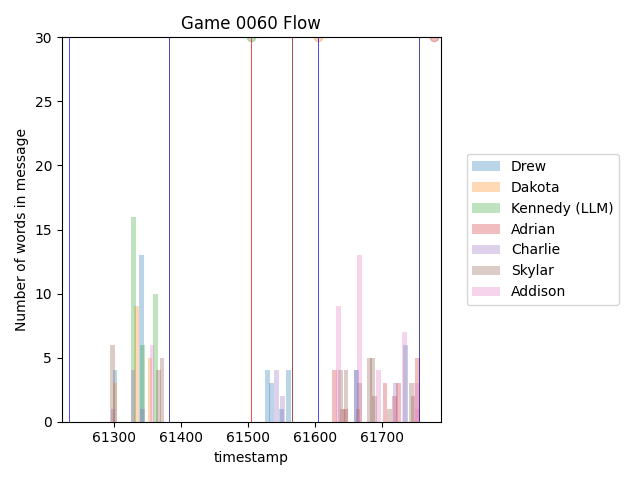 Game 0060 Flow
Number of words in message
30
25
20
15
10
5
0
61300 61400 61500 61600 61700
timestamp
Drew
Dakota
Kennedy (LLM)
Adrian
Charlie
Skylar
Addison